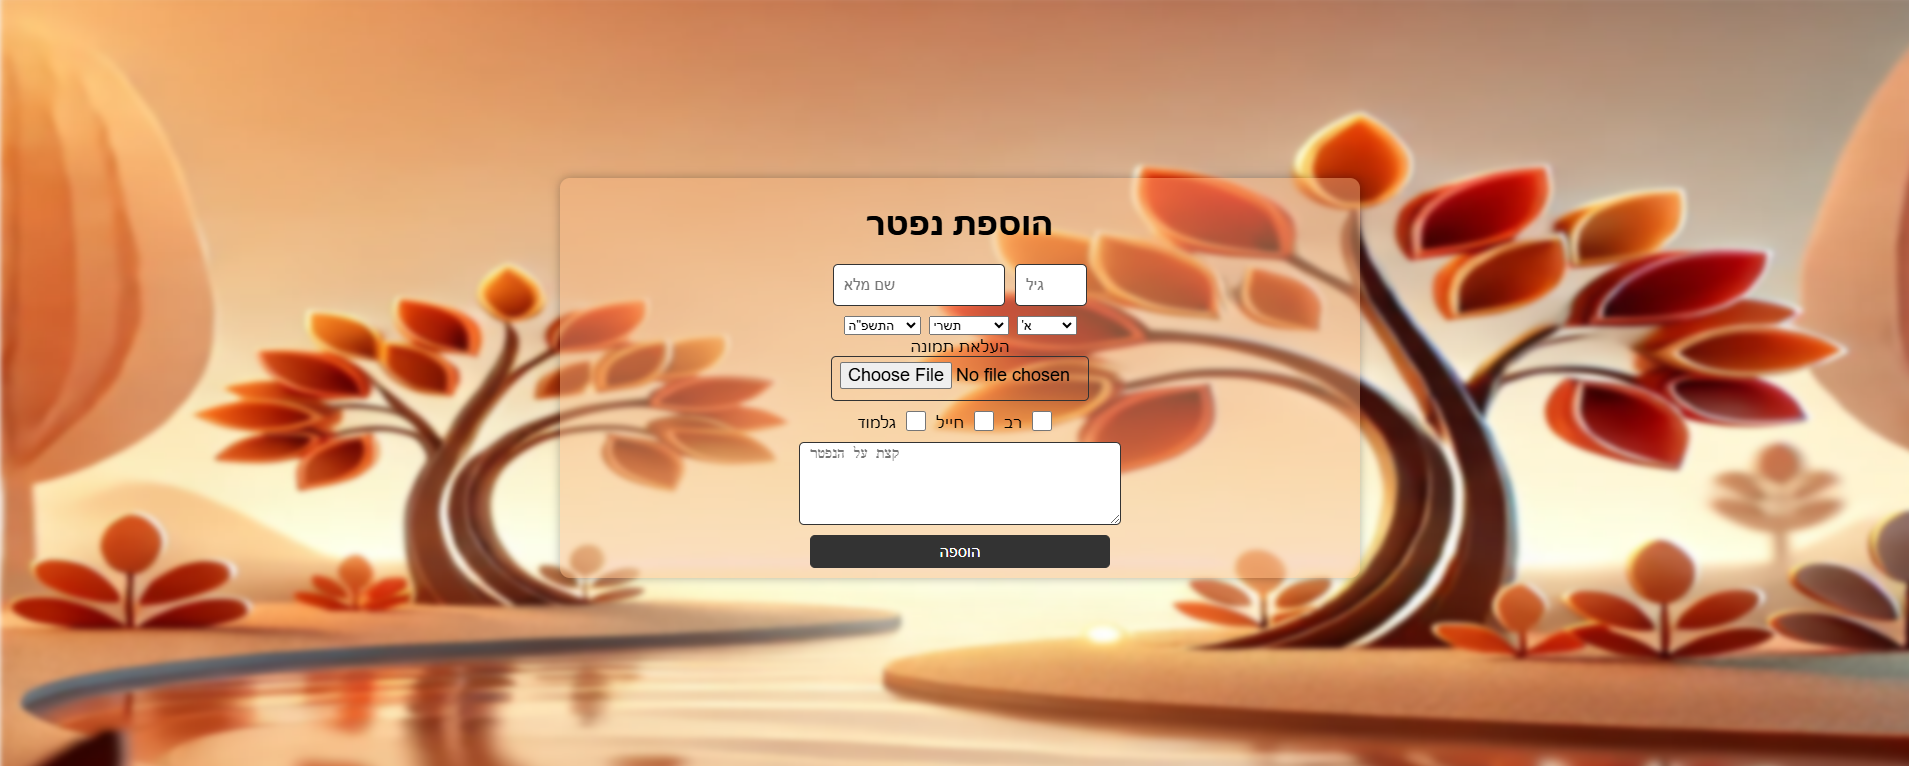 הוספת נפטר
שם מלא גיל
התשפ"ה תשרי א'
העלאת תמונה
Choose File No file chosen
רב חייל גלמוד
קצת על הנפטר
הוספה